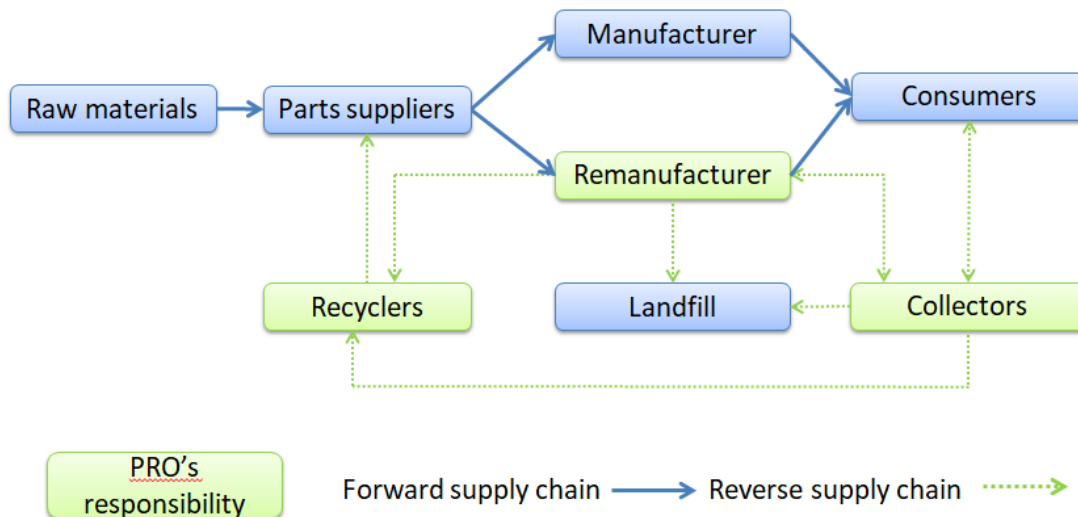 Manufacturer
Raw materials
Parts suppliers
Consumers
Remanufacturer
Recyclers
Landfill
Collectors
PRO's
responsibility
Forward supply chain
Reverse supply chain